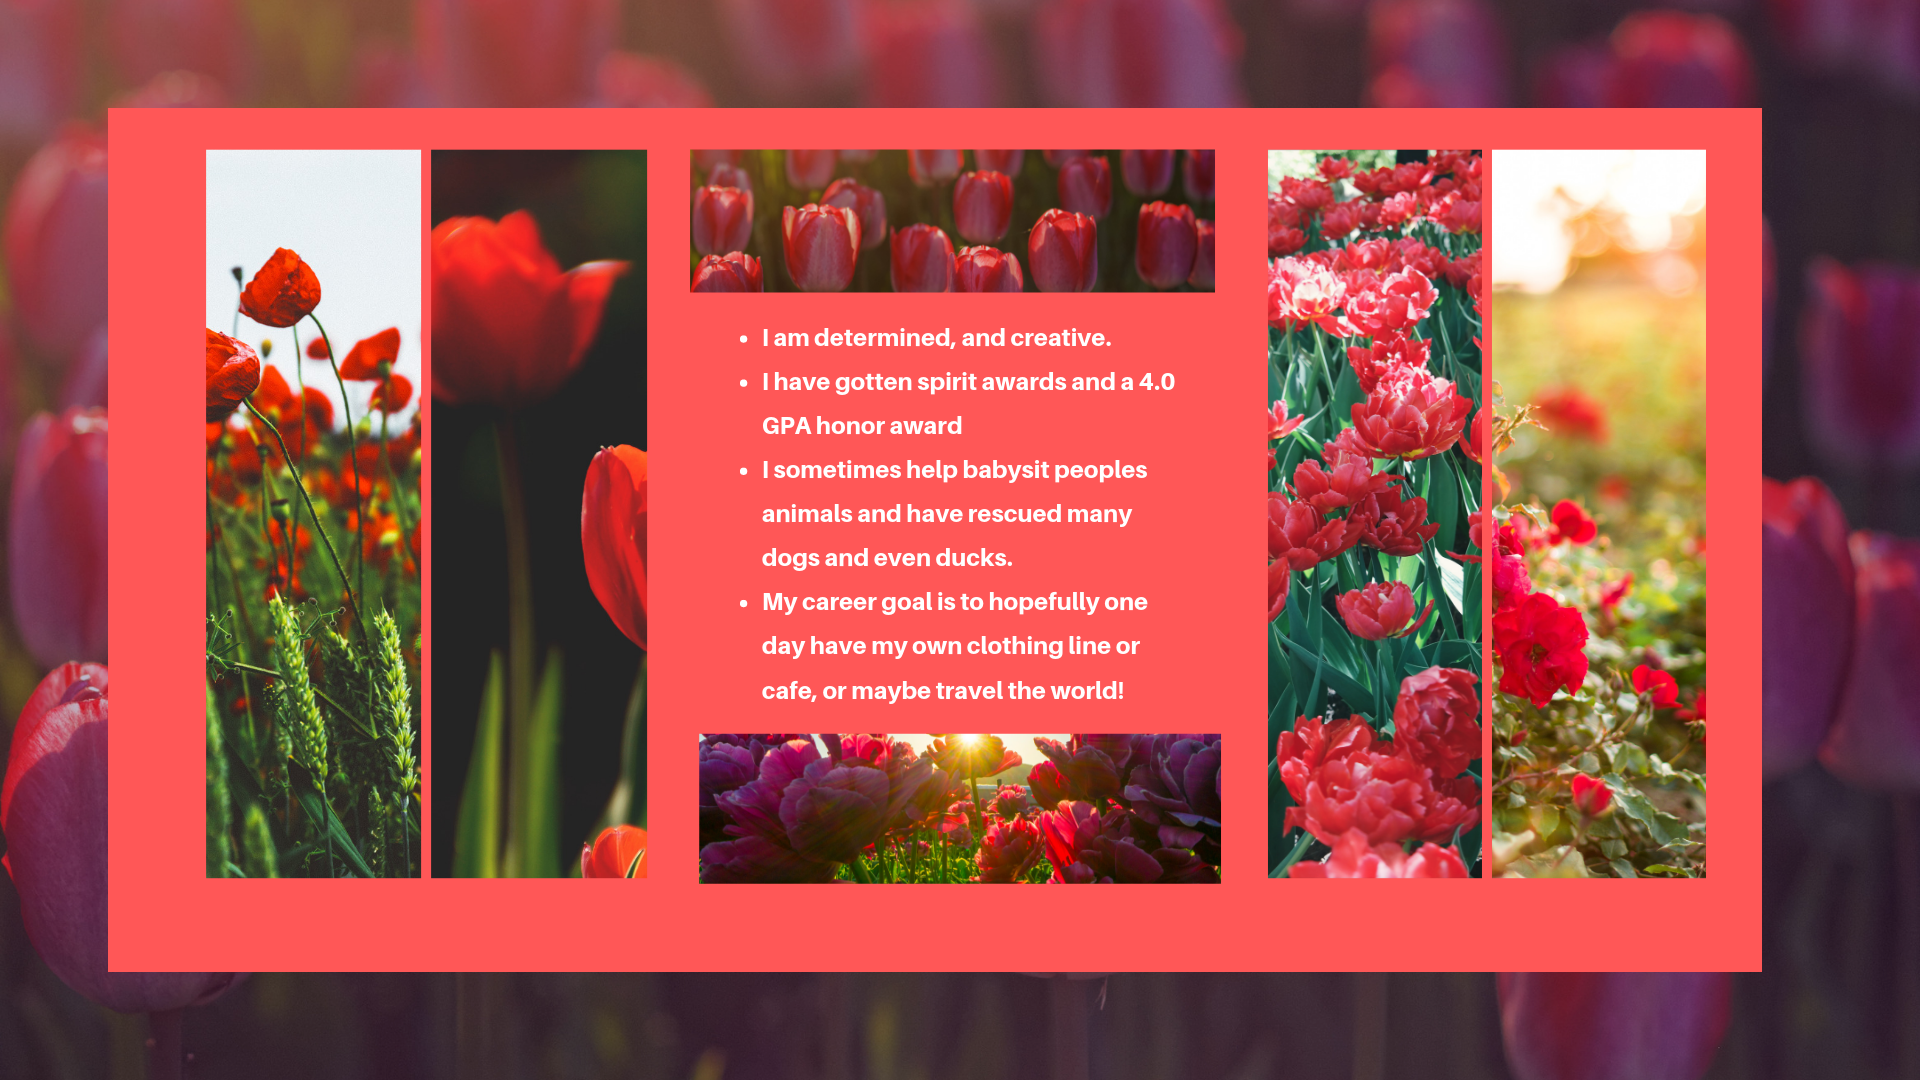 • I am determined, and creative.
• I have gotten spirit awards and a 4.0
GPA honor award
• I sometimes help babysit peoples
animals and have rescued many
dogs and even ducks.
• My career goal is to hopefully one
day have my own clothing line or
cafe, or maybe travel the world!